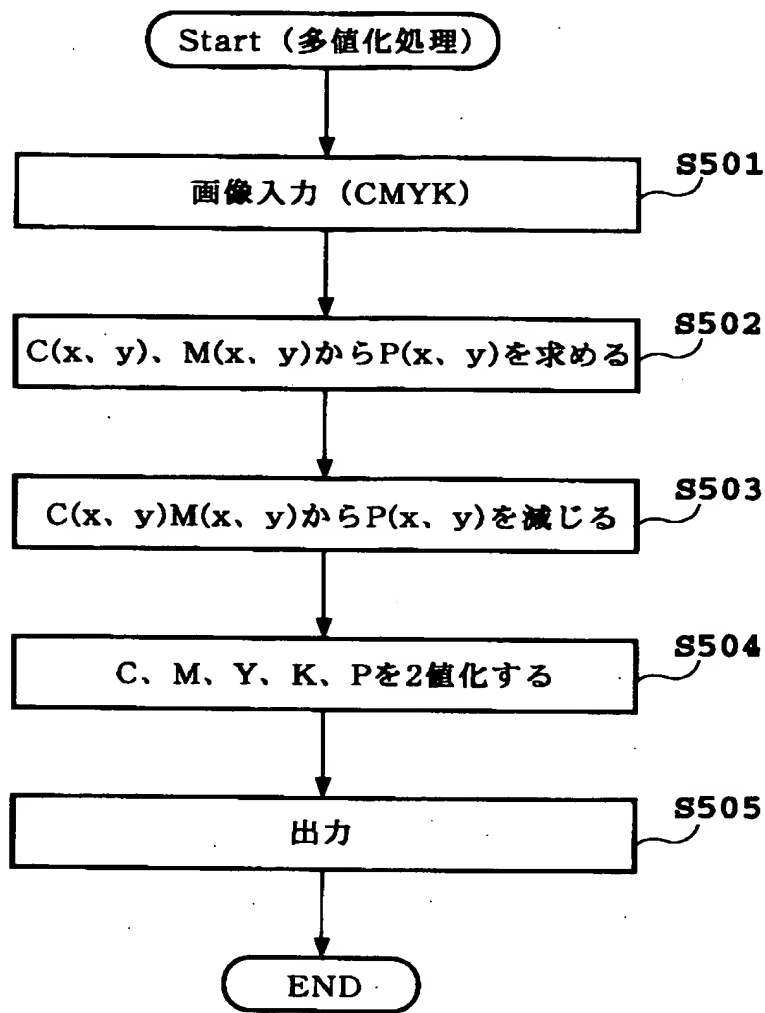 Start（多値化処理）
S501
画像入力（CMYK）
S502
C(x、y)、M(x、y)からP(x、y)を求める
S503
C(x、y)M(x、y)からP(x、y)を減じる
S504
C、M、Y、K、Pを2値化する
S505
出力
END